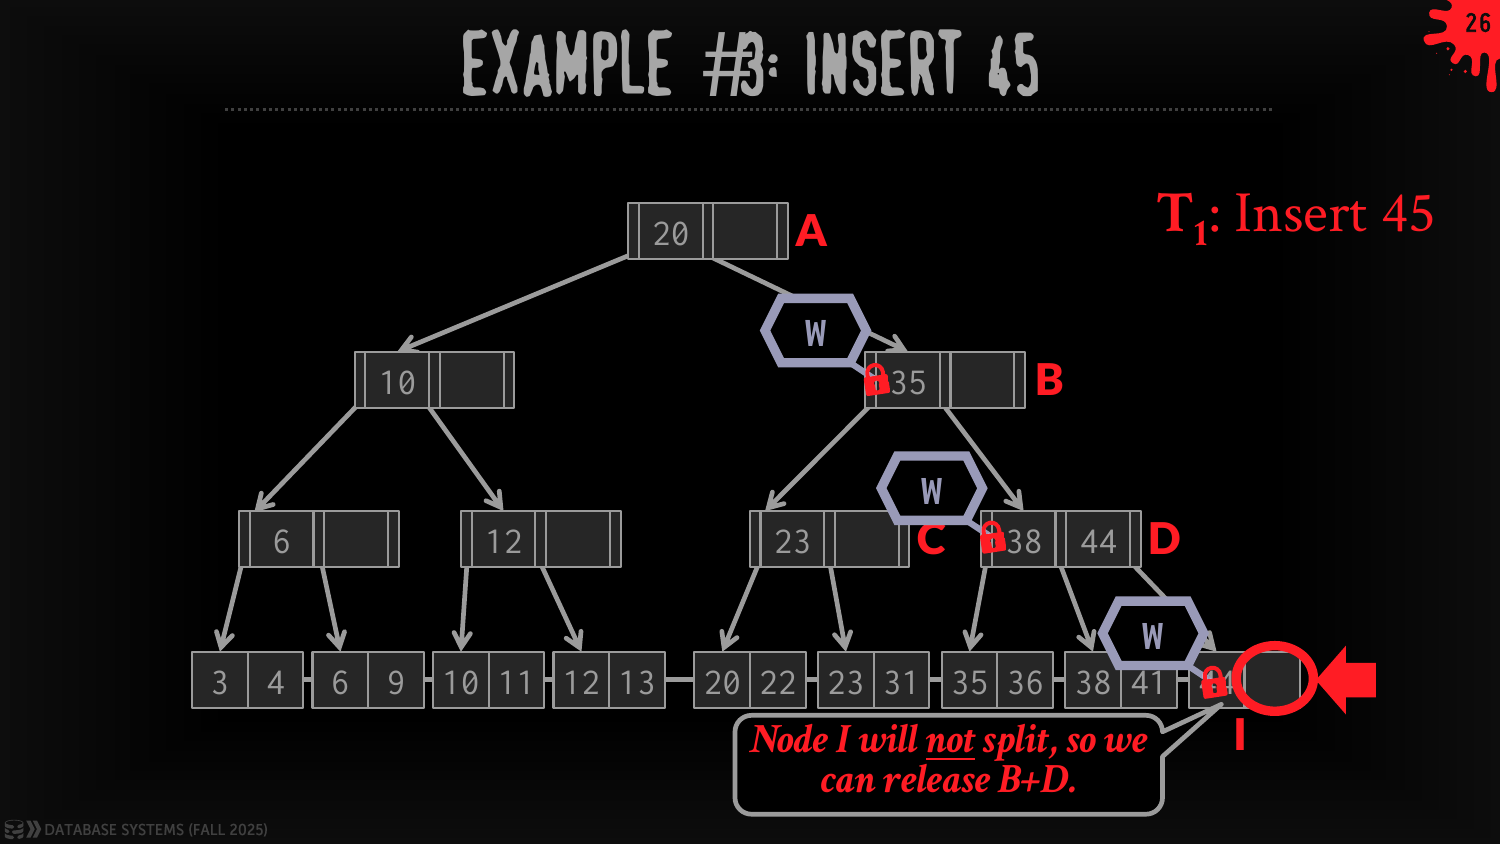 26
EXAMPLE #3: INSERT 45
T1: Insert 45
20 A
W
10 35 B
W
6 12 23 C 38 44 D
W
3 4 6 9 10 11 12 13 20 22 23 31 35 36 38 41 44
I
Node I will not split, so we
can release B+D.
DATABASE SYSTEMS (FALL 2025)